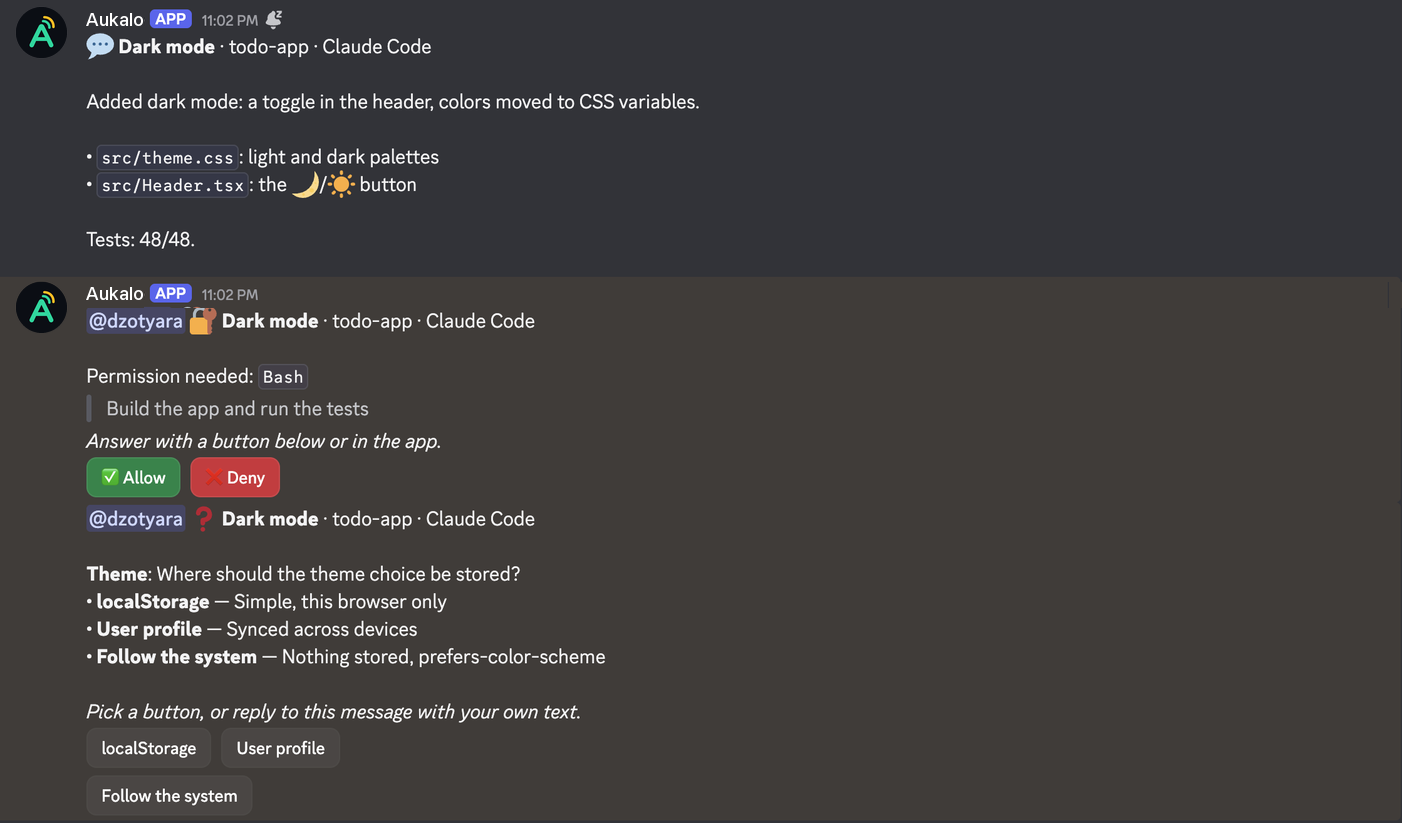 Aukalo APP 11:02 PM
💬 Dark mode · todo-app · Claude Code
Added dark mode: a toggle in the header, colors moved to CSS variables.
• src/theme.css: light and dark palettes
• src/Header.tsx: the 🌙/☀️ button
Tests: 48/48.
Aukalo APP 11:02 PM
@dzotyara 🔐 Dark mode · todo-app · Claude Code
Permission needed: Bash
Build the app and run the tests
Answer with a button below or in the app.
✅ Allow ❌ Deny
@dzotyara ❓ Dark mode · todo-app · Claude Code
Theme: Where should the theme choice be stored?
• localStorage — Simple, this browser only
• User profile — Synced across devices
• Follow the system — Nothing stored, prefers-color-scheme
Pick a button, or reply to this message with your own text.
localStorage User profile
Follow the system